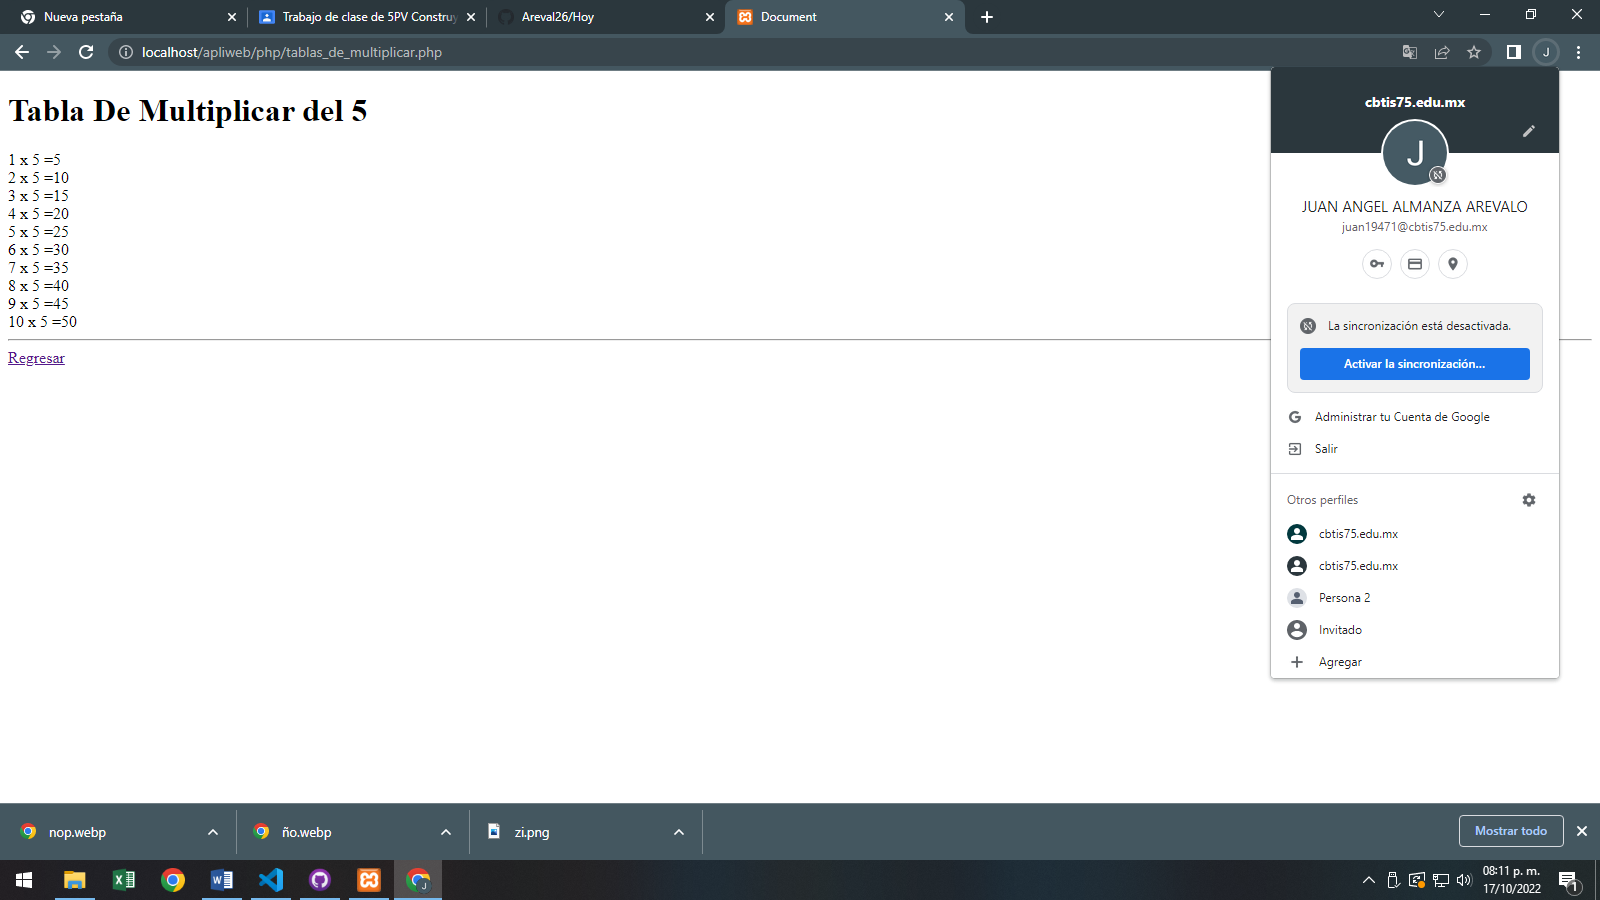 Nueva pestaña
Trabajo de clase de 5PV Constru
Areval26/Hoy
Document
localhost/apliweb/php/tablas_de_multiplicar.php
J
Tabla De Multiplicar del 5
1 x 5 =5
2 x 5 =10
3 x 5 =15
4 x 5 =20
5 x 5 =25
6 x 5 =30
7 x 5 =35
8 x 5 =40
9 x 5 =45
10 x 5 =50
Regresar
cbtis75.edu.mx
J
JUAN ANGEL ALMANZA AREVALO
juan19471@cbtis75.edu.mx
La sincronización está desactivada.
Activar la sincronización...
Administrar tu Cuenta de Google
Salir
Otros perfiles
cbtis75.edu.mx
cbtis75.edu.mx
Persona 2
Invitado
Agregar
nop.webp
ño.webp
zi.png
Mostrar todo
08:11 p. m.
17/10/2022
1